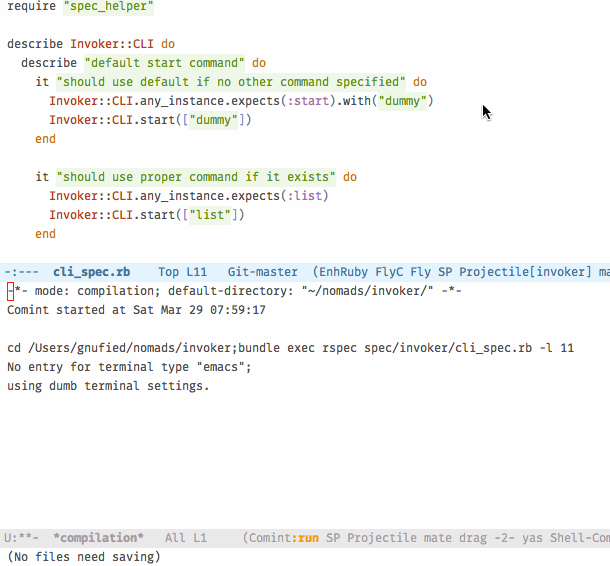 require "spec_helper"

describe Invoker::CLI do
  describe "default start command" do
    it "should use default if no other command specified" do
      Invoker::CLI.any_instance.expects(:start).with("dummy")
      Invoker::CLI.start(["dummy"])
    end

    it "should use proper command if it exists" do
      Invoker::CLI.any_instance.expects(:list)
      Invoker::CLI.start(["list"])
    end

-:---  cli_spec.rb    Top L11   Git-master  (EnhRuby FlyC Fly SP Projectile[invoker] ma
-*- mode: compilation; default-directory: "~/nomads/invoker/" -*-
Comint started at Sat Mar 29 07:59:17

cd /Users/gnufied/nomads/invoker;bundle exec rspec spec/invoker/cli_spec.rb -l 11
No entry for terminal type "emacs";
using dumb terminal settings.

U:**-  *compilation*   All L1     (Comint:run SP Projectile mate drag -2- yas Shell-Com
(No files need saving)